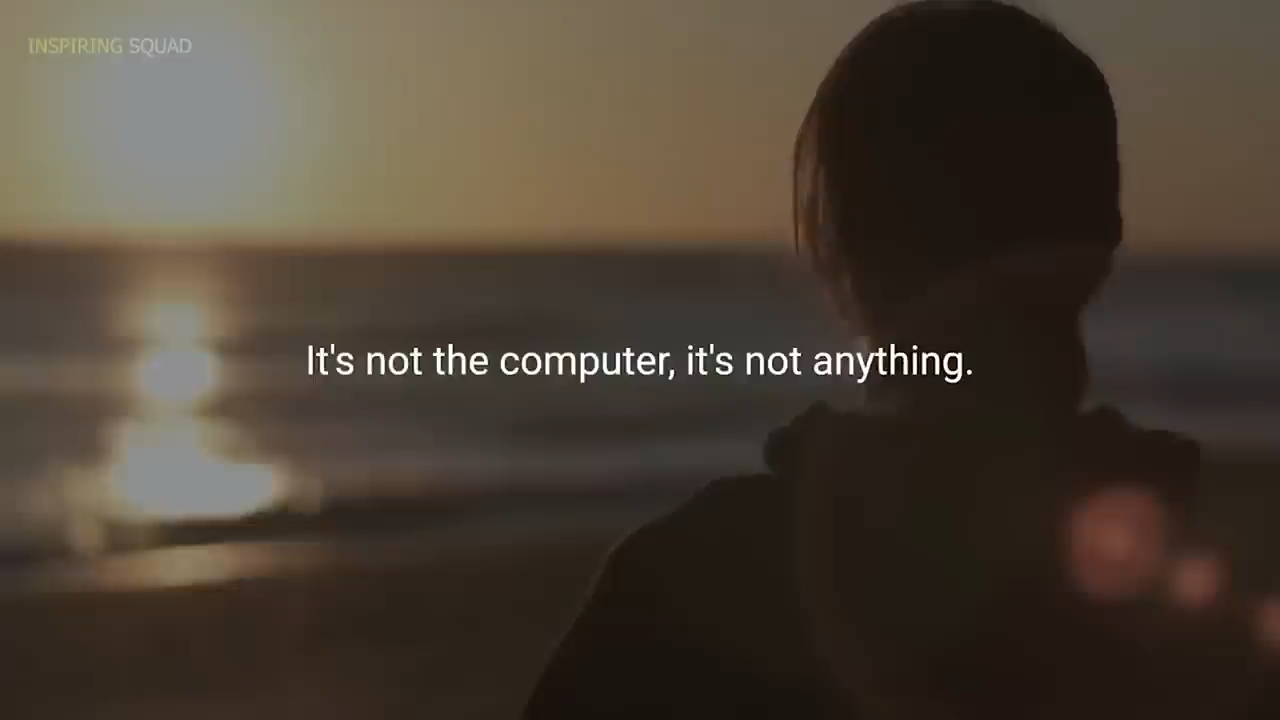 INSPIRING SQUAD
It's not the computer, it's not anything.